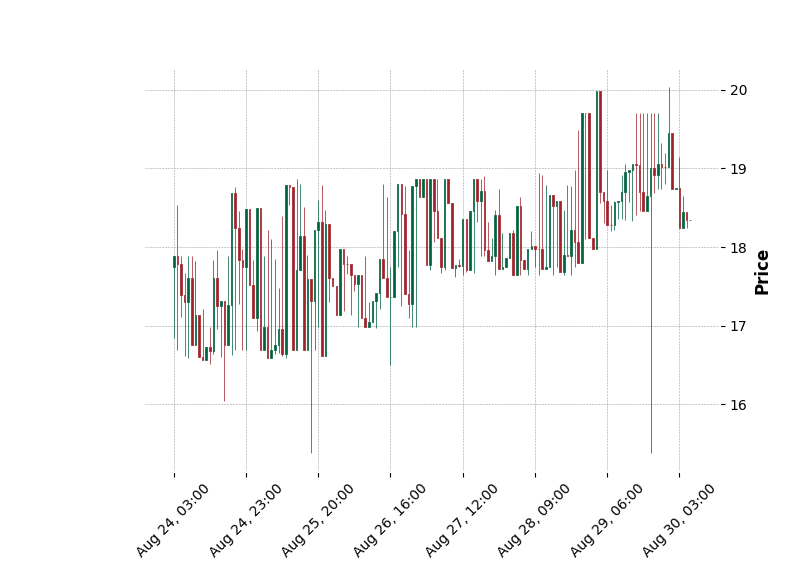 20
19
18
17
16
Price
Aug 24, 03:00
Aug 24, 23:00
Aug 25, 20:00
Aug 26, 16:00
Aug 27, 12:00
Aug 28, 09:00
Aug 29, 06:00
Aug 30, 03:00